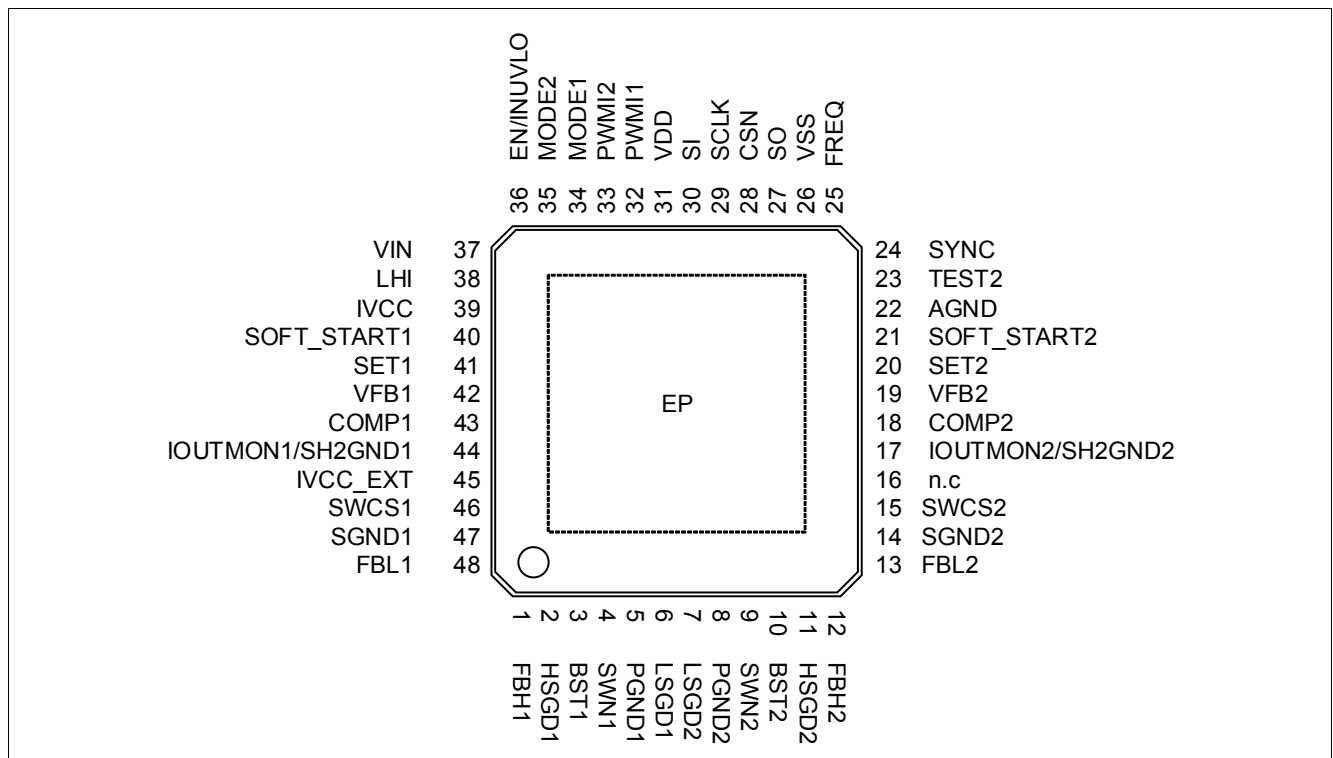 EN/INUVLO
MODE2
MODE1
PWMI2
PWMI1
VDD
SI
SCLK
CSN
SO
VSS
FREQ
36
35
34
33
32
31
30
29
28
27
26
25
VIN 37
LHI 38
IVCC 39
SOFT_START1 40
SET1 41
VFB1 42
COMP1 43
IOUTMON1/SH2GND1 44
IVCC_EXT 45
SWCS1 46
SGND1 47
FBL1 48
EP
24 SYNC
23 TEST2
22 AGND
21 SOFT_START2
20 SET2
19 VFB2
18 COMP2
17 IOUTMON2/SH2GND2
16 n.c
15 SWCS2
14 SGND2
13 FBL2
1
2
3
4
5
6
7
8
9
10
11
12
FBH1
HSGD1
BST1
SWN1
PGND1
LSGD1
LSGD2
PGND2
SWN2
BST2
HSGD2
FBH2